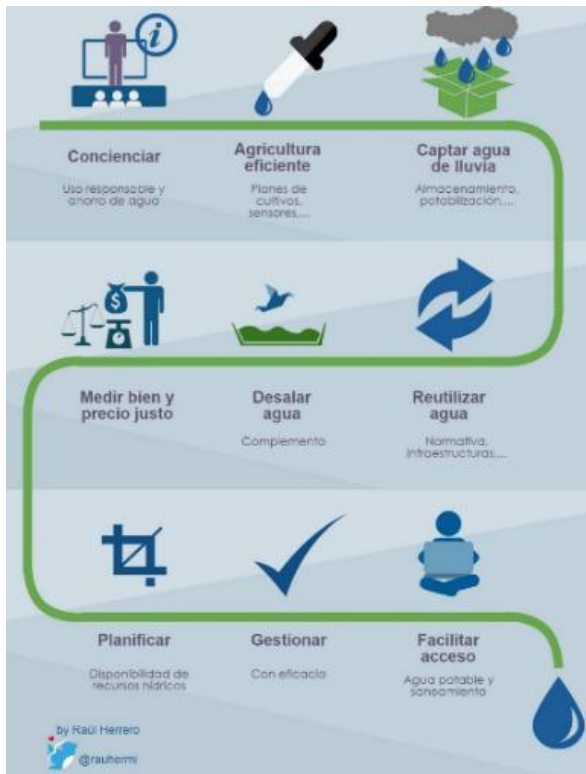 Concienciar
Uso responsable y
ahorro de agua
Agricultura
eficiente
Planes de
cultivos,
sensores,...
Captar agua
de lluvia
Almacenamiento,
potabilización,...
Medir bien y
precio justo
Desalar
agua
Complemento
Reutilizar
agua
Normativa,
infraestructuras,...
Planificar
Disponibilidad de
recursos hídricos
Gestionar
Con eficacia
Facilitar
acceso
Agua potable y
saneamiento
by Raúl Herrero
@rauhermi